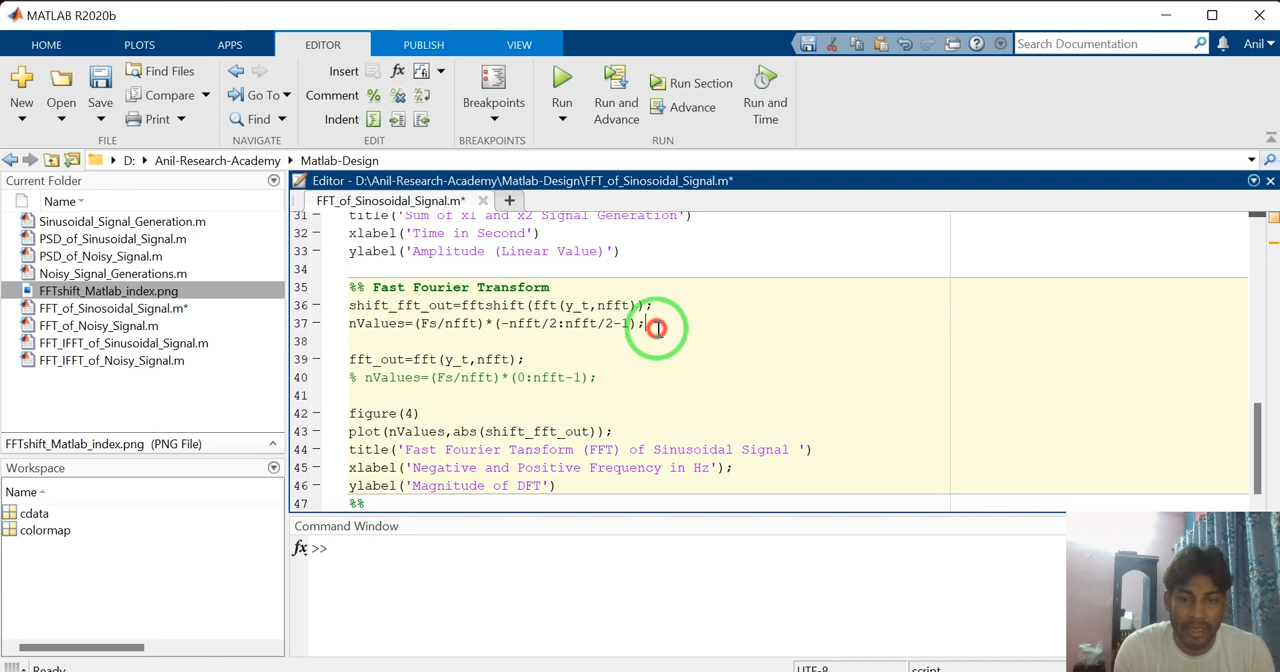 MATLAB R2020b
HOME PLOTS APPS EDITOR PUBLISH VIEW Search Documentation Anil
New Open Save Find Files Compare Print Go To Find Insert fx Comment % Indent Breakpoints Run Run and Advance Run Section Advance Run and Time
FILE NAVIGATE EDIT BREAKPOINTS RUN
D: Anil-Research-Academy Matlab-Design
Current Folder
Name
Sinusoidal_Signal_Generation.m
PSD_of_Sinusoidal_Signal.m
PSD_of_Noisy_Signal.m
Noisy_Signal_Generations.m
FFTshift_Matlab_index.png
FFT_of_Sinosoidal_Signal.m*
FFT_of_Noisy_Signal.m
FFT_IFFT_of_Sinusoidal_Signal.m
FFT_IFFT_of_Noisy_Signal.m
FFTshift_Matlab_index.png (PNG File)
Workspace
Name
cdata
colormap
Editor - D:\Anil-Research-Academy\Matlab-Design\FFT_of_Sinosoidal_Signal.m*
FFT_of_Sinosoidal_Signal.m* +
31 title('Sum of x1 and x2 Signal Generation')
32 xlabel('Time in Second')
33 ylabel('Amplitude (Linear Value)')
34
35 %% Fast Fourier Transform
36 shift_fft_out=fftshift(fft(y_t,nfft));
37 nValues=(Fs/nfft)*(-nfft/2:nfft/2-1);
38
39 fft_out=fft(y_t,nfft);
40 % nValues=(Fs/nfft)*(0:nfft-1);
41
42 figure(4)
43 plot(nValues,abs(shift_fft_out));
44 title('Fast Fourier Tansform (FFT) of Sinusoidal Signal ')
45 xlabel('Negative and Positive Frequency in Hz');
46 ylabel('Magnitude of DFT')
47 %%
Command Window
fx >>
Ready
UTF-8 script